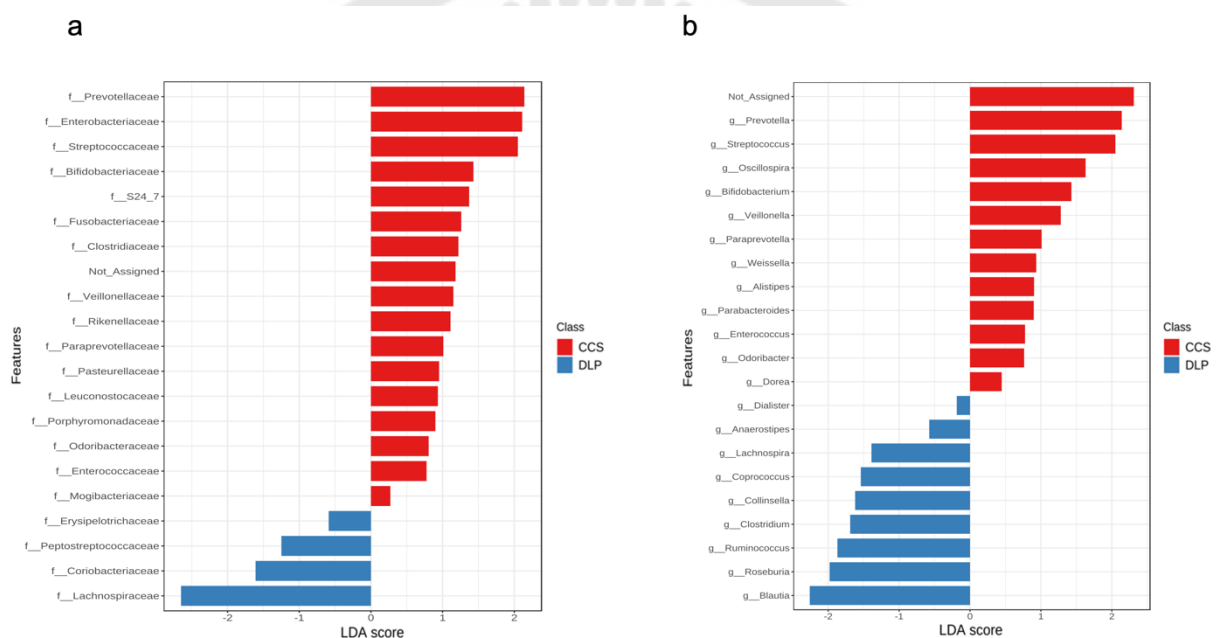 a
f__Prevotellaceae
f__Enterobacteriaceae
f__Streptococcaceae
f__Bifidobacteriaceae
f__S24_7
f__Fusobacteriaceae
f__Clostridiaceae
Not_Assigned
f__Veillonellaceae
f__Rikenellaceae
f__Paraprevotellaceae
f__Pasteurellaceae
f__Leuconostocaceae
f__Porphyromonadaceae
f__Odoribacteraceae
f__Enterococcaceae
f__Mogibacteriaceae
f__Erysipelotrichaceae
f__Peptostreptococcaceae
f__Coriobacteriaceae
f__Lachnospiraceae
Features
-2 -1 0 1 2
LDA score
Class
CCS
DLP
b
Not_Assigned
g__Prevotella
g__Streptococcus
g__Oscillospira
g__Bifidobacterium
g__Veillonella
g__Paraprevotella
g__Weissella
g__Alistipes
g__Parabacteroides
g__Enterococcus
g__Odoribacter
g__Dorea
g__Dialister
g__Anaerostipes
g__Lachnospira
g__Coprococcus
g__Collinsella
g__Clostridium
g__Ruminococcus
g__Roseburia
g__Blautia
Features
-2 -1 0 1 2
LDA score
Class
CCS
DLP